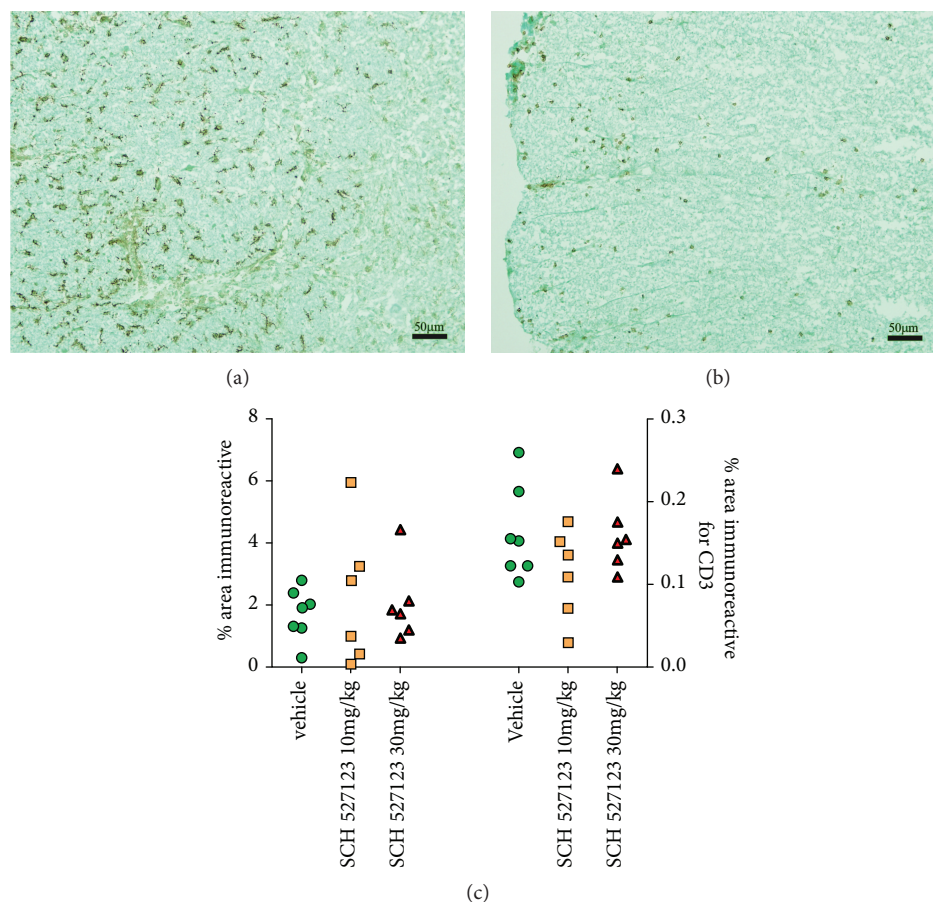 50μm
50μm
(a)
(b)
8
6
4
2
0
% area immunoreactive
0.3
0.2
0.1
0.0
% area immunoreactive
for CD3
vehicle
SCH 527123 10mg/kg
SCH 527123 30mg/kg
Vehicle
SCH 527123 10mg/kg
SCH 527123 30mg/kg
(c)